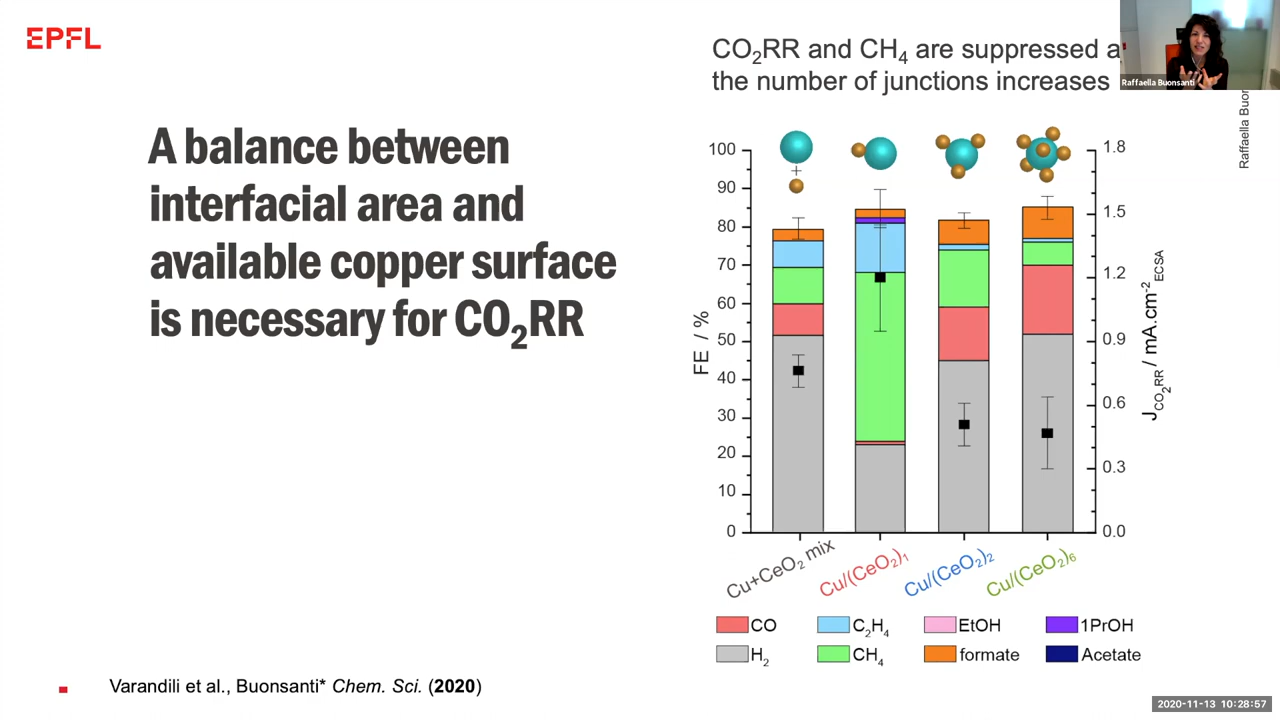 EPFL
CO2RR and CH4 are suppressed a
the number of junctions increases
Raffaella Buonsanti
Raffaella Buon
A balance between
interfacial area and
available copper surface
is necessary for CO2RR
100
90
80
70
60
50
40
30
20
10
0
FE / %
+
1.8
1.5
1.2
0.9
0.6
0.3
0.0
JCO2RR / mA.cm-2ECSA
Cu+CeO2 mix
Cu/(CeO2)1
Cu/(CeO2)2
Cu/(CeO2)6
CO C2H4 EtOH 1PrOH
H2 CH4 formate Acetate
Varandili et al., Buonsanti* Chem. Sci. (2020)
2020-11-13 10:28:57